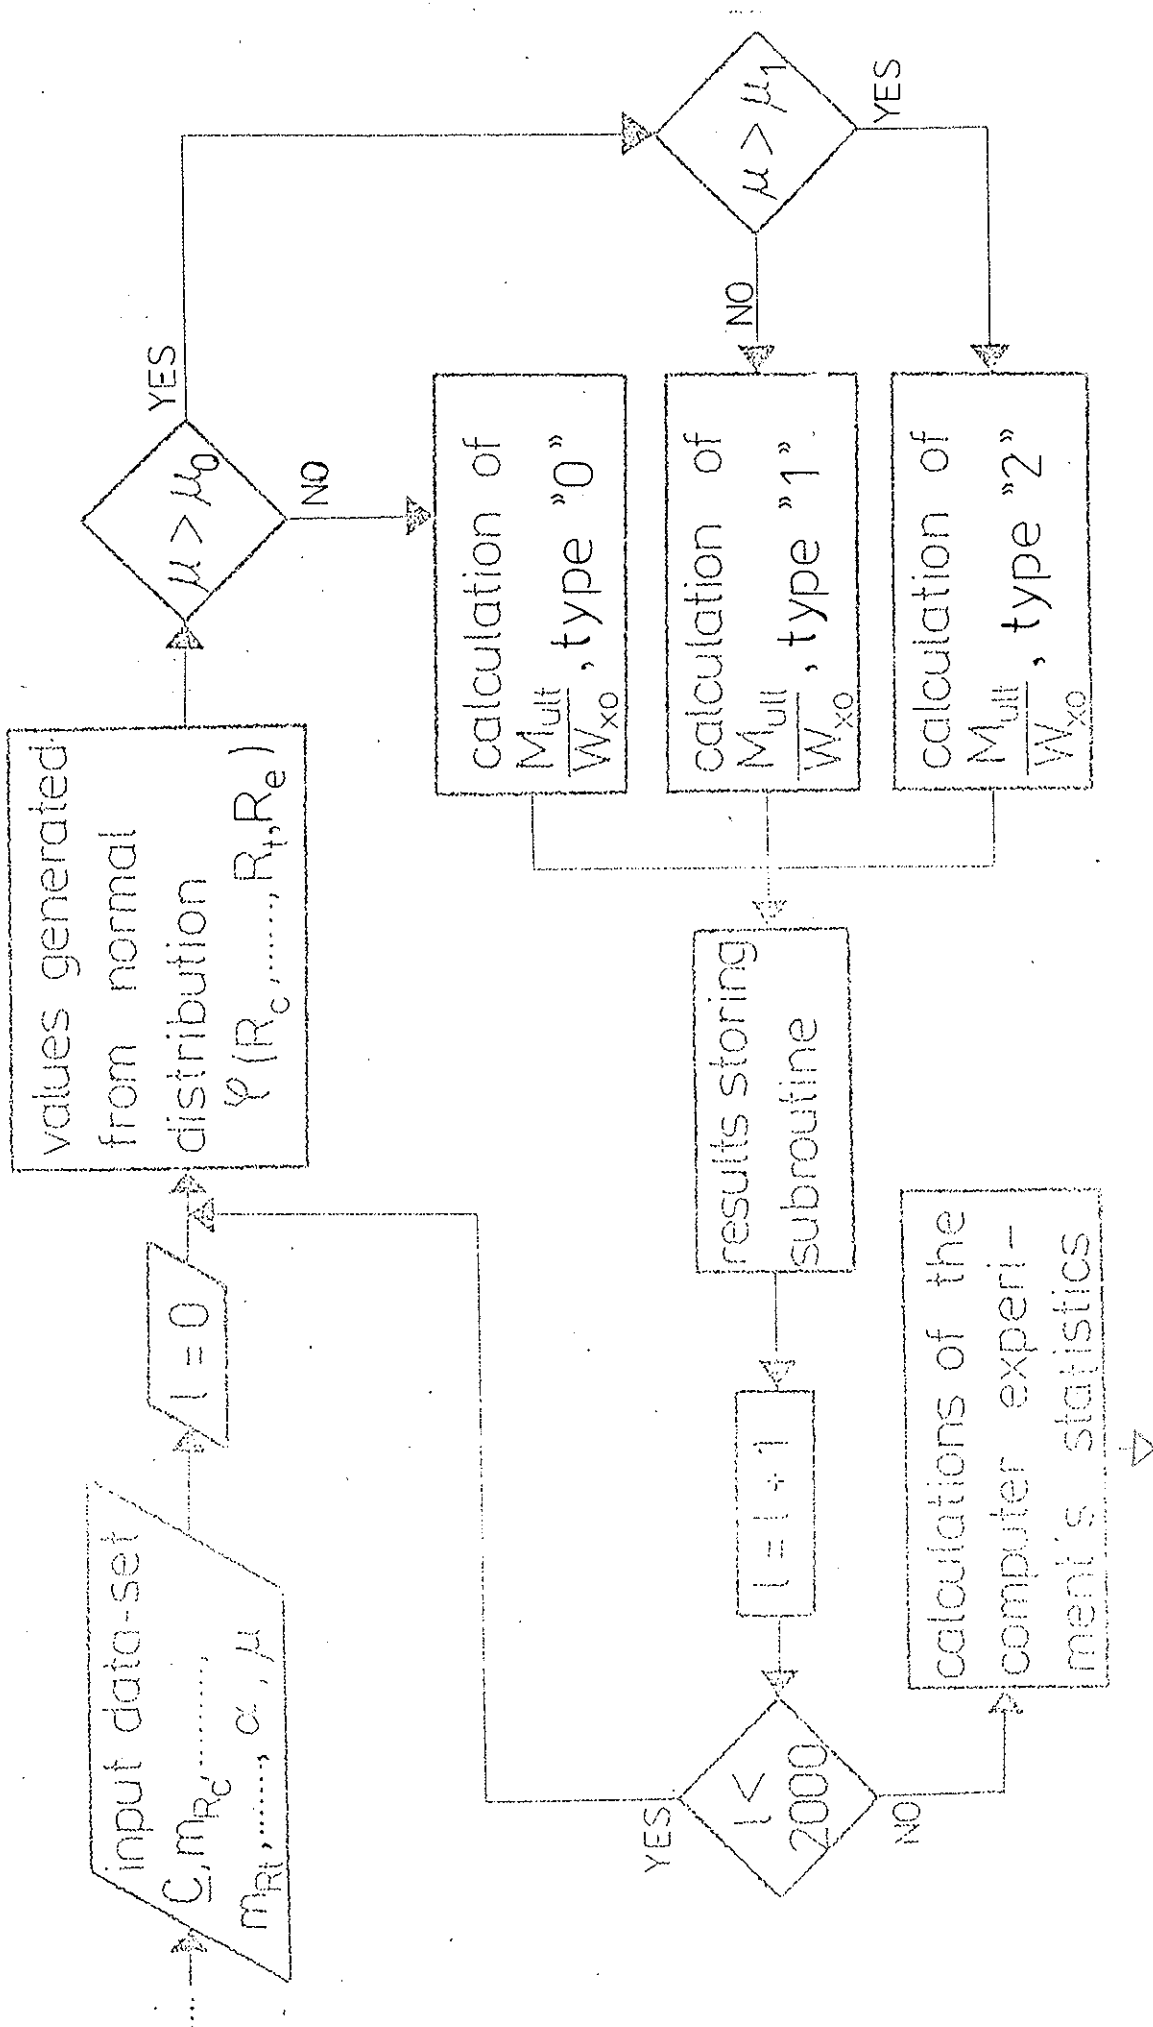 input data-set
C, m_Rc, ........,
m_Rt, ......, α, μ
l = 0
values generated
from normal
distribution
φ (R_c, ......, R_t, R_e)
μ > μ_0
YES
NO
μ > μ_1
YES
NO
calculation of
M_ult
W_xo
, type "0"
calculation of
M_ult
W_xo
, type "1".
calculation of
M_ult
W_xo
, type "2"
results storing
subroutine
l = l + 1
l <
2000
YES
NO
calculations of the
computer experi-
ment's statistics